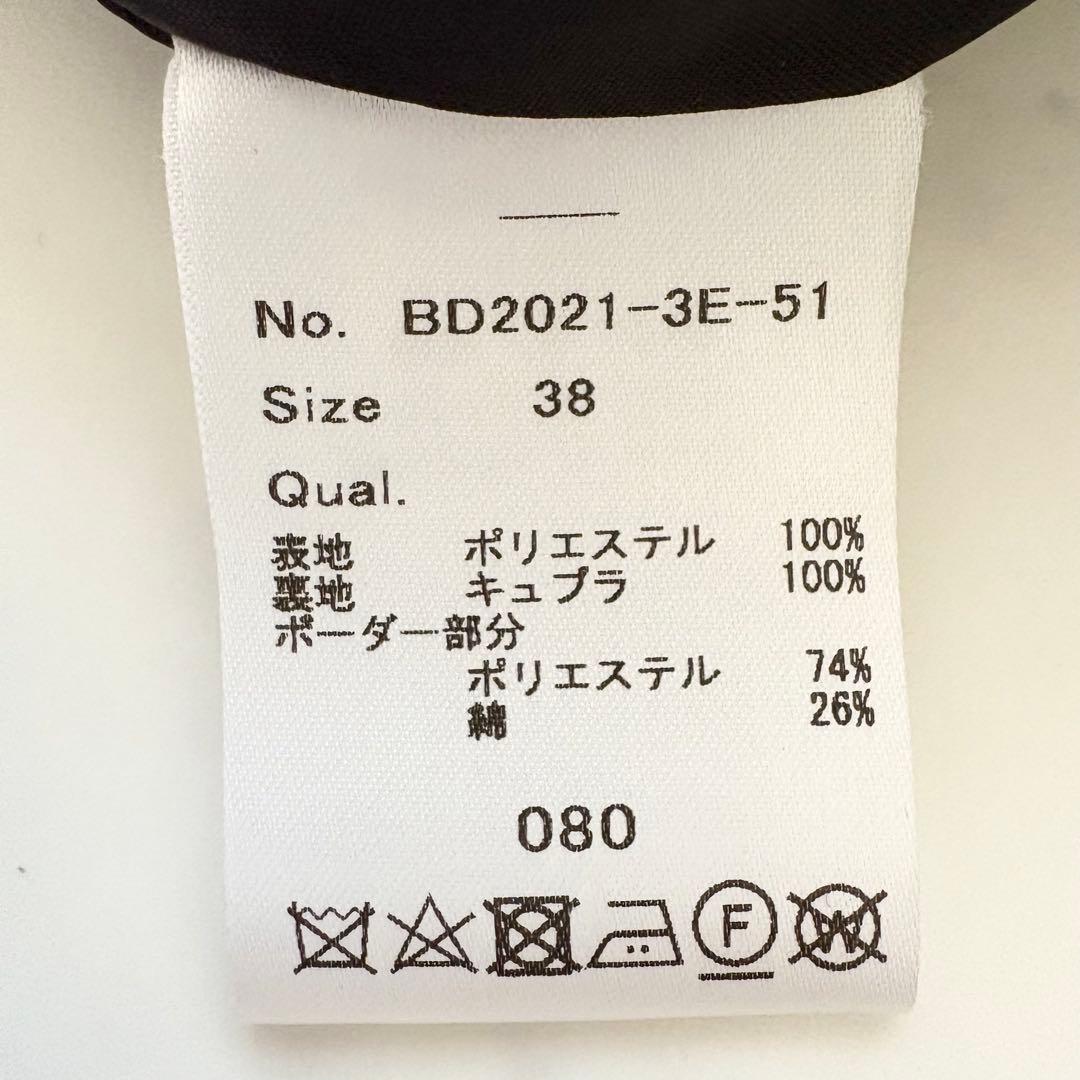 No. BD2021-3E-51
Size 38
Qual.
表地 ポリエステル 100%
裏地 キュプラ 100%
ボーダー部分
ポリエステル 74%
綿 26%
080
F W